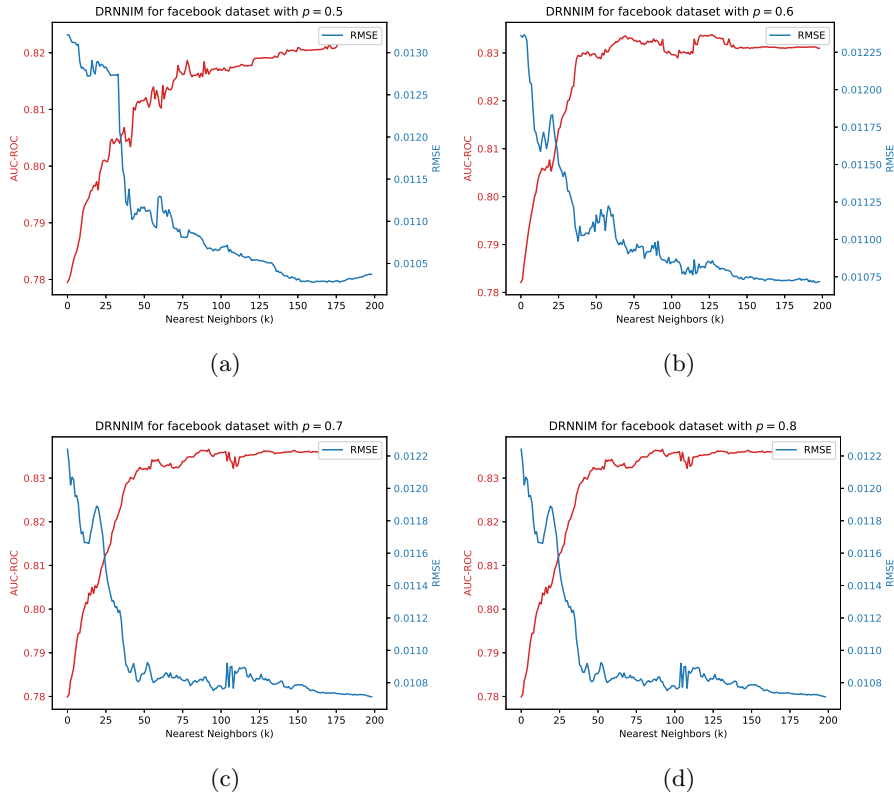 DRNNIM for facebook dataset with p = 0.5
RMSE
0.82
0.81
0.80
0.79
0.78
AUC-ROC
0.0130
0.0125
0.0120
0.0115
0.0110
0.0105
RMSE
0 25 50 75 100 125 150 175 200
Nearest Neighbors (k)
(a)
DRNNIM for facebook dataset with p = 0.6
RMSE
0.83
0.82
0.81
0.80
0.79
0.78
AUC-ROC
0.01225
0.01200
0.01175
0.01150
0.01125
0.01100
0.01075
RMSE
0 25 50 75 100 125 150 175 200
Nearest Neighbors (k)
(b)
DRNNIM for facebook dataset with p = 0.7
RMSE
0.83
0.82
0.81
0.80
0.79
0.78
AUC-ROC
0.0122
0.0120
0.0118
0.0116
0.0114
0.0112
0.0110
0.0108
RMSE
0 25 50 75 100 125 150 175 200
Nearest Neighbors (k)
(c)
DRNNIM for facebook dataset with p = 0.8
RMSE
0.83
0.82
0.81
0.80
0.79
0.78
AUC-ROC
0.0122
0.0120
0.0118
0.0116
0.0114
0.0112
0.0110
0.0108
RMSE
0 25 50 75 100 125 150 175 200
Nearest Neighbors (k)
(d)